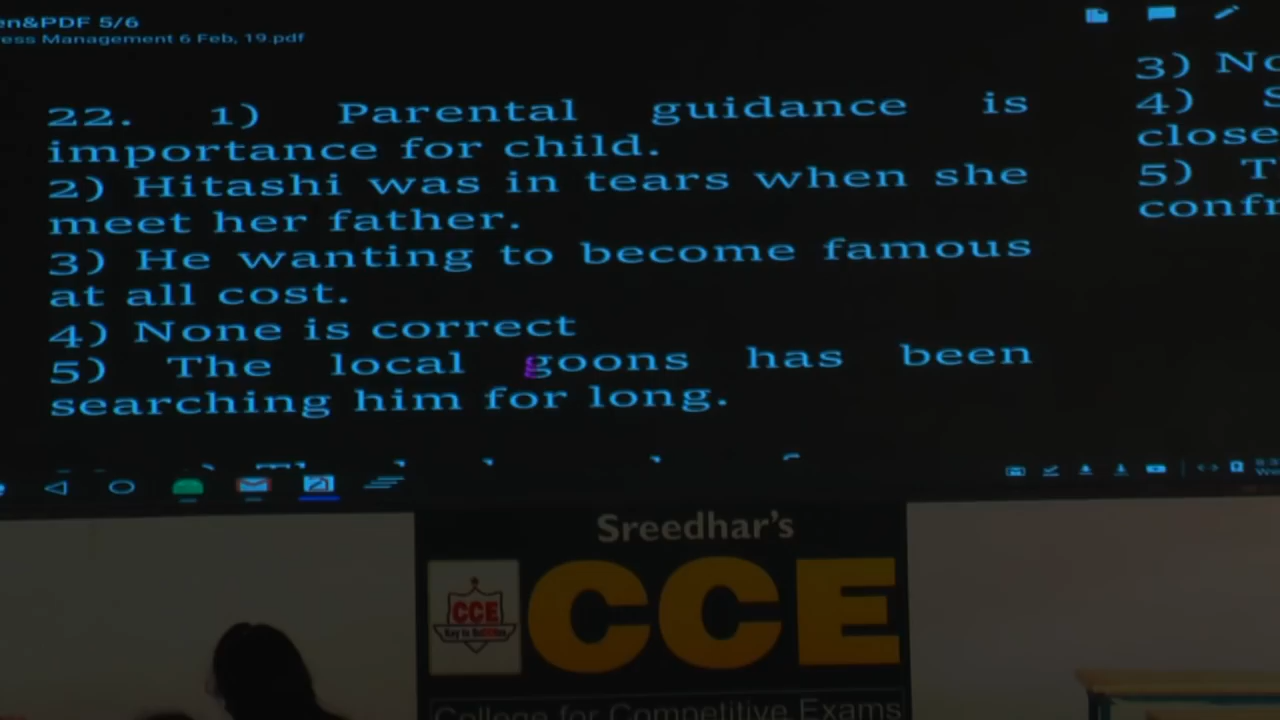 en&PDF 5/6
ess Management 6 Feb, 19.pdf
22. 1) Parental guidance is
importance for child.
2) Hitashi was in tears when she
meet her father.
3) He wanting to become famous
at all cost.
4) None is correct
5) The local goons has been
searching him for long.
3) No
4) S
close
5) T
confr
Sreedhar's
CCE
CCE
College for Competitive Exams